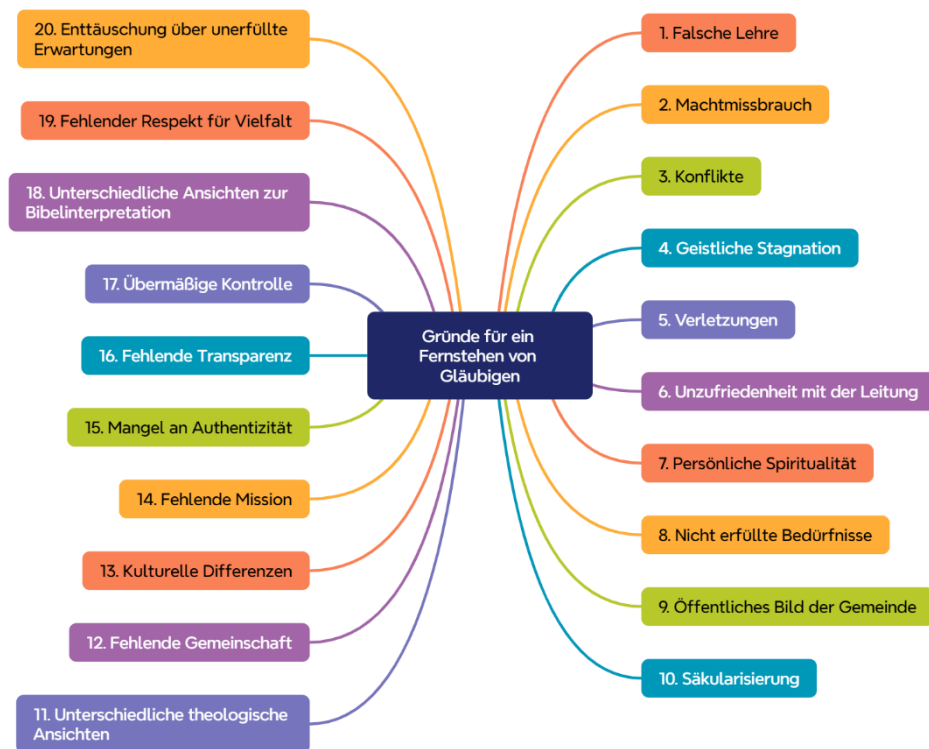 Gründe für ein
Fernstehen von
Gläubigen
1. Falsche Lehre
2. Machtmissbrauch
3. Konflikte
4. Geistliche Stagnation
5. Verletzungen
6. Unzufriedenheit mit der Leitung
7. Persönliche Spiritualität
8. Nicht erfüllte Bedürfnisse
9. Öffentliches Bild der Gemeinde
10. Säkularisierung
11. Unterschiedliche theologische
Ansichten
12. Fehlende Gemeinschaft
13. Kulturelle Differenzen
14. Fehlende Mission
15. Mangel an Authentizität
16. Fehlende Transparenz
17. Übermäßige Kontrolle
18. Unterschiedliche Ansichten zur
Bibelinterpretation
19. Fehlender Respekt für Vielfalt
20. Enttäuschung über unerfüllte
Erwartungen